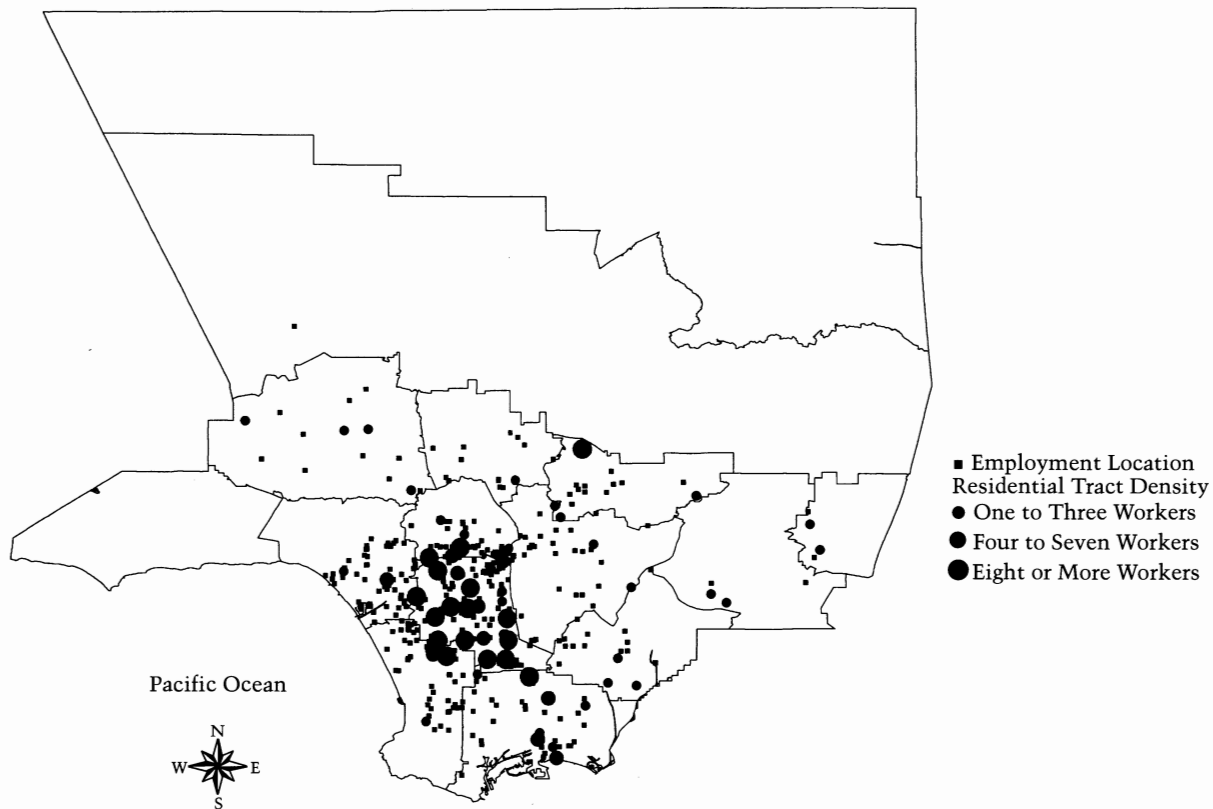 Employment Location
Residential Tract Density
One to Three Workers
Four to Seven Workers
Eight or More Workers
Pacific Ocean
N
W E
S